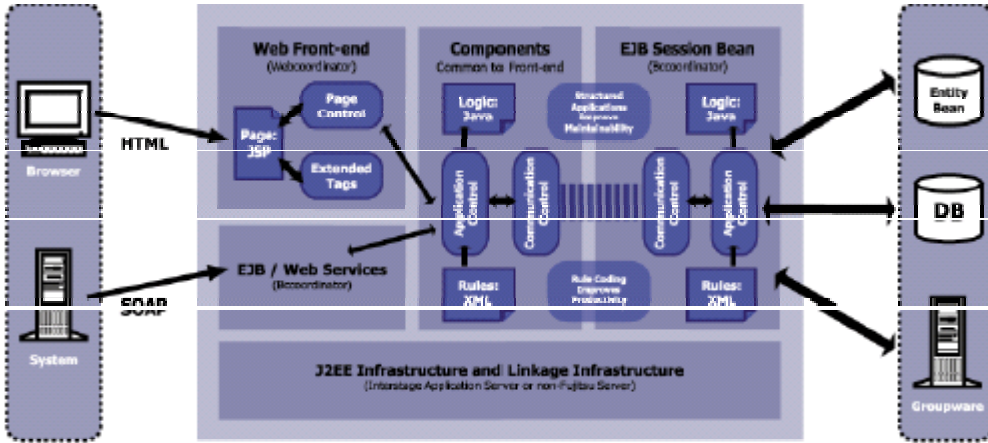 Browser
HTML
System
SOAP
Web Front-end
(Webcoordinator)
Page:
JSP
Page
Control
Extended
Tags
EJB / Web Services
(Bccoordinator)
Components
Common to Front-end
Logic:
Java
Application
Control
Communication
Control
Rules:
XML
Structured
Applications
Improve
Maintainability
Rule Coding
Improves
Productivity
EJB Session Bean
(Bccoordinator)
Logic:
Java
Communication
Control
Application
Control
Rules:
XML
J2EE Infrastructure and Linkage Infrastructure
(Interstage Application Server or non-Fujitsu Server)
Entity
Bean
DB
Groupware